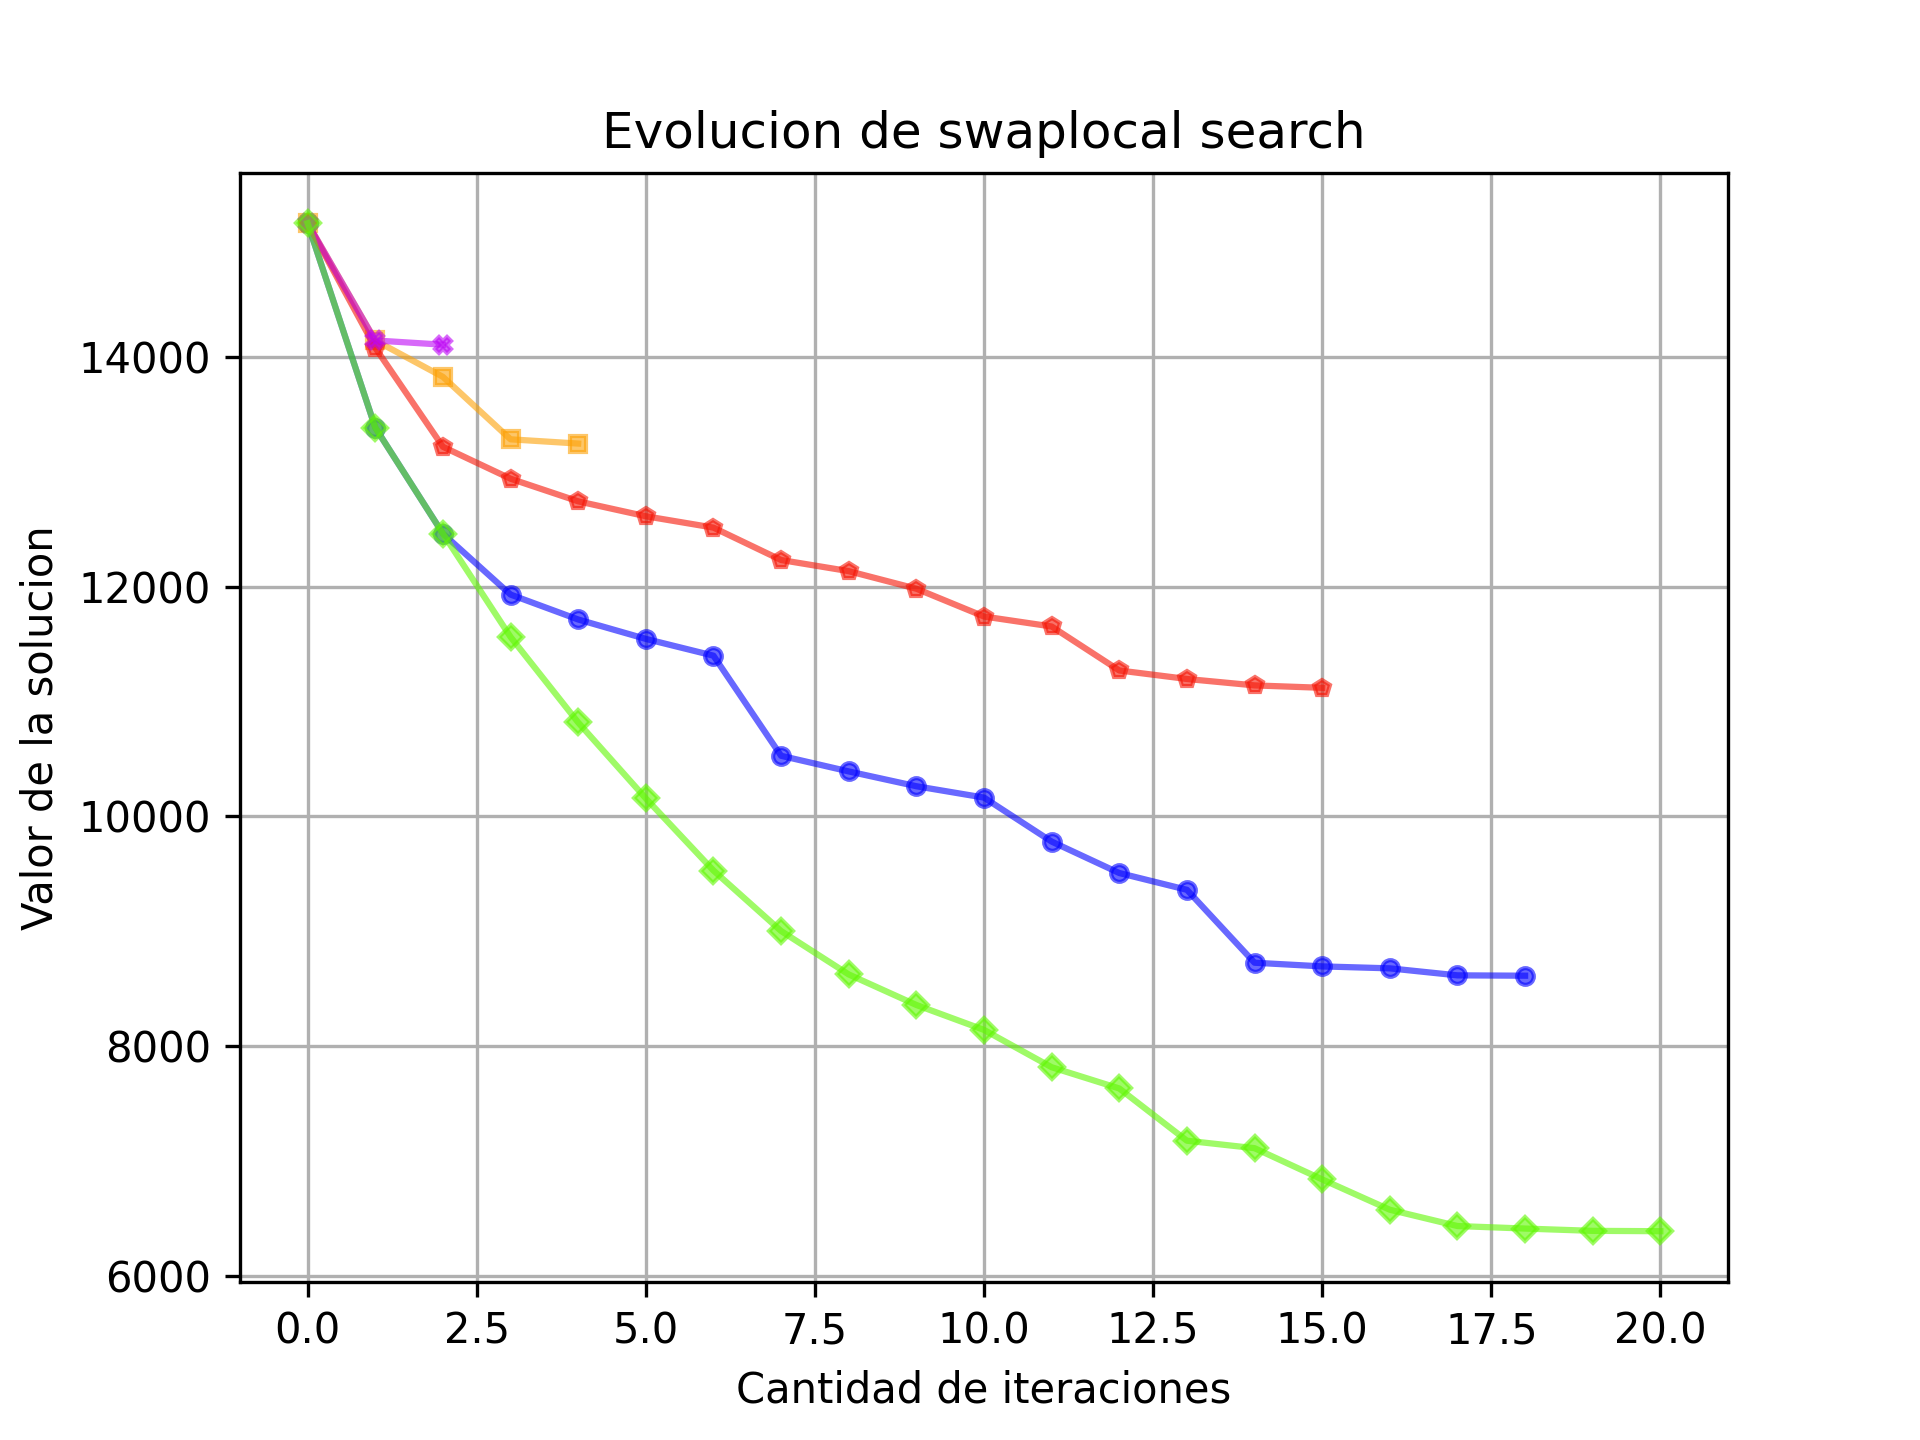 Evolucion de swaplocal search
Valor de la solucion
14000
12000
10000
8000
6000
0.0 2.5 5.0 7.5 10.0 12.5 15.0 17.5 20.0
Cantidad de iteraciones